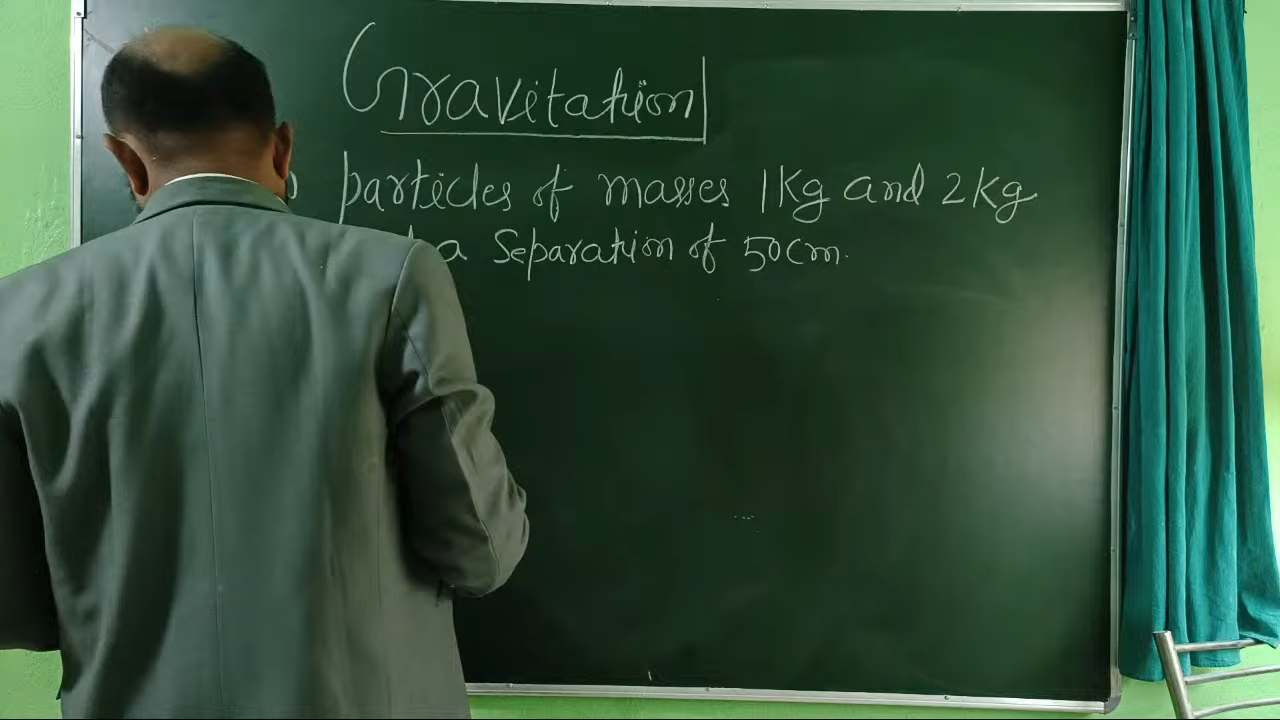 Gravitation
particles of masses 1Kg and 2Kg
a separation of 50cm.